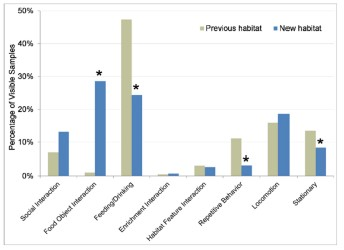 50%
Previous habitat
New habitat
40%
30%
20%
10%
0%
Percentage of Visible Samples
*
*
*
*
Social Interaction
Food Object Interaction
Feeding/Drinking
Enrichment Interaction
Habitat Feature Interaction
Repetitive Behavior
Locomotion
Stationary